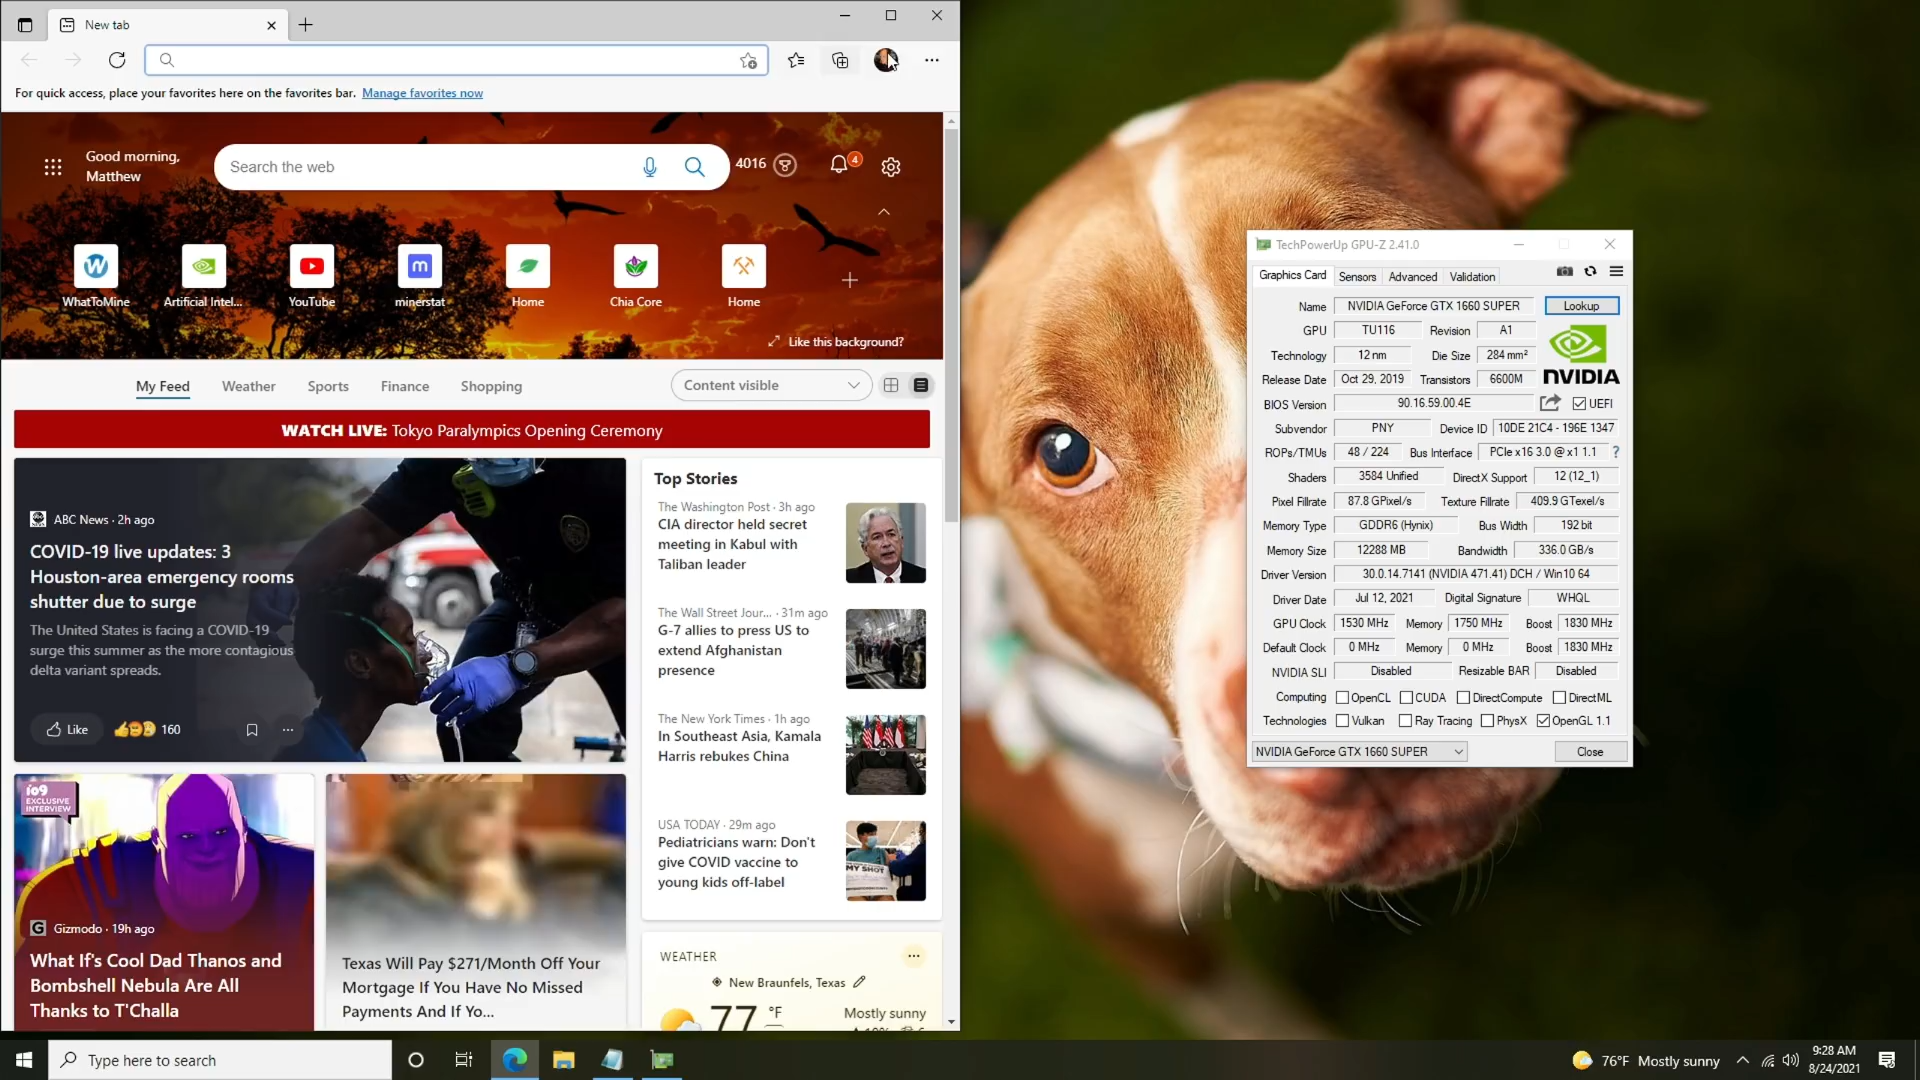 New tab
For quick access, place your favorites here on the favorites bar. Manage favorites now
Good morning,
Matthew
Search the web
4016
4
WhatToMine
Artificial Intel...
YouTube
minerstat
Home
Chia Core
Home
Like this background?
My Feed Weather Sports Finance Shopping
Content visible
WATCH LIVE: Tokyo Paralympics Opening Ceremony
ABC News · 2h ago
COVID-19 live updates: 3
Houston-area emergency rooms
shutter due to surge
The United States is facing a COVID-19
surge this summer as the more contagious
delta variant spreads.
Like
160
Top Stories
The Washington Post · 3h ago
CIA director held secret
meeting in Kabul with
Taliban leader
The Wall Street Jour... · 31m ago
G-7 allies to press US to
extend Afghanistan
presence
The New York Times · 1h ago
In Southeast Asia, Kamala
Harris rebukes China
USA TODAY · 29m ago
Pediatricians warn: Don't
give COVID vaccine to
young kids off-label
MY SHOT
io9
EXCLUSIVE
INTERVIEW
G Gizmodo · 19h ago
What If's Cool Dad Thanos and
Bombshell Nebula Are All
Thanks to T'Challa
Texas Will Pay $271/Month Off Your
Mortgage If You Have No Missed
Payments And If Yo...
WEATHER
New Braunfels, Texas
77 °F
Mostly sunny
TechPowerUp GPU-Z 2.41.0
Graphics Card Sensors Advanced Validation
Name NVIDIA GeForce GTX 1660 SUPER Lookup
GPU TU116 Revision A1
Technology 12 nm Die Size 284 mm²
Release Date Oct 29, 2019 Transistors 6600M
NVIDIA
BIOS Version 90.16.59.00.4E UEFI
Subvendor PNY Device ID 10DE 21C4 - 196E 1347
ROPs/TMUs 48 / 224 Bus Interface PCIe x16 3.0 @ x1 1.1 ?
Shaders 3584 Unified DirectX Support 12 (12_1)
Pixel Fillrate 87.8 GPixel/s Texture Fillrate 409.9 GTexel/s
Memory Type GDDR6 (Hynix) Bus Width 192 bit
Memory Size 12288 MB Bandwidth 336.0 GB/s
Driver Version 30.0.14.7141 (NVIDIA 471.41) DCH / Win10 64
Driver Date Jul 12, 2021 Digital Signature WHQL
GPU Clock 1530 MHz Memory 1750 MHz Boost 1830 MHz
Default Clock 0 MHz Memory 0 MHz Boost 1830 MHz
NVIDIA SLI Disabled Resizable BAR Disabled
Computing OpenCL CUDA DirectCompute DirectML
Technologies Vulkan Ray Tracing PhysX OpenGL 1.1
NVIDIA GeForce GTX 1660 SUPER Close
Type here to search
76°F Mostly sunny
9:28 AM
8/24/2021